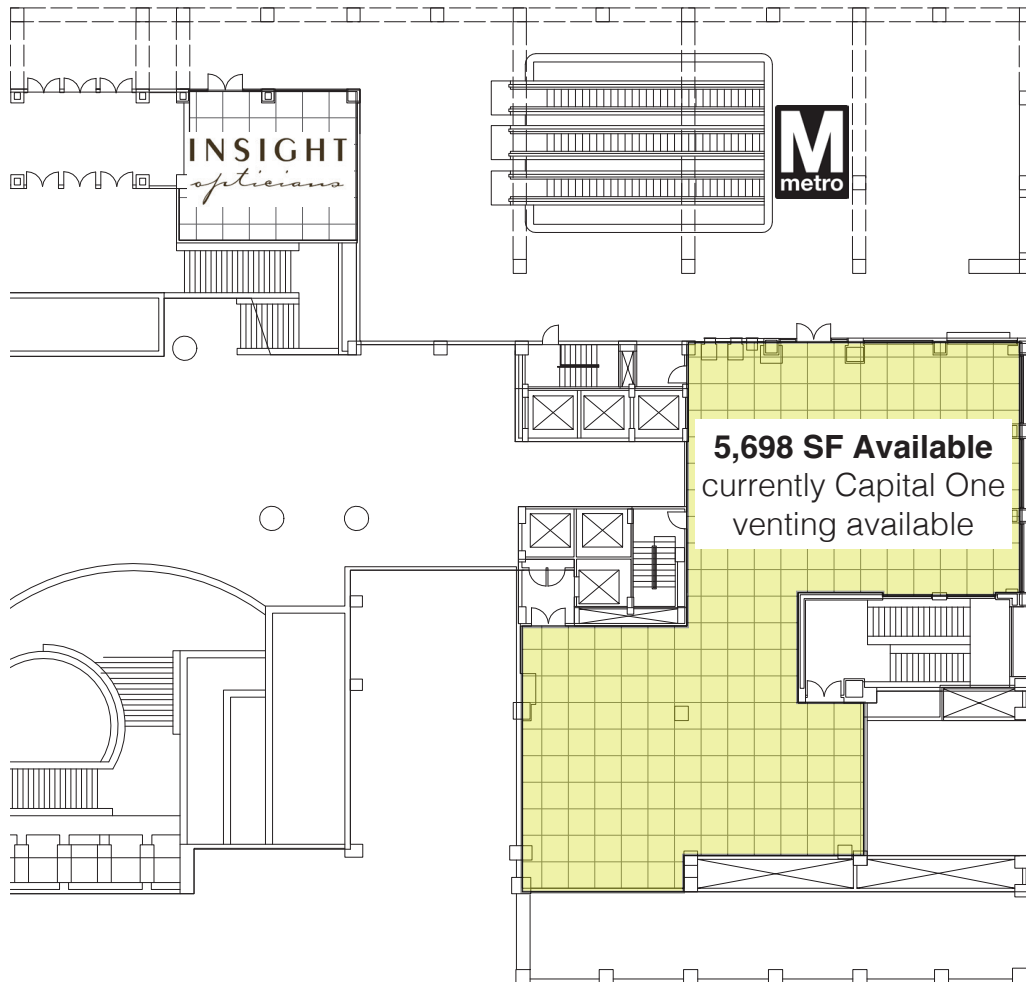 INSIGHT
opticians
M
metro
5,698 SF Available
currently Capital One
venting available